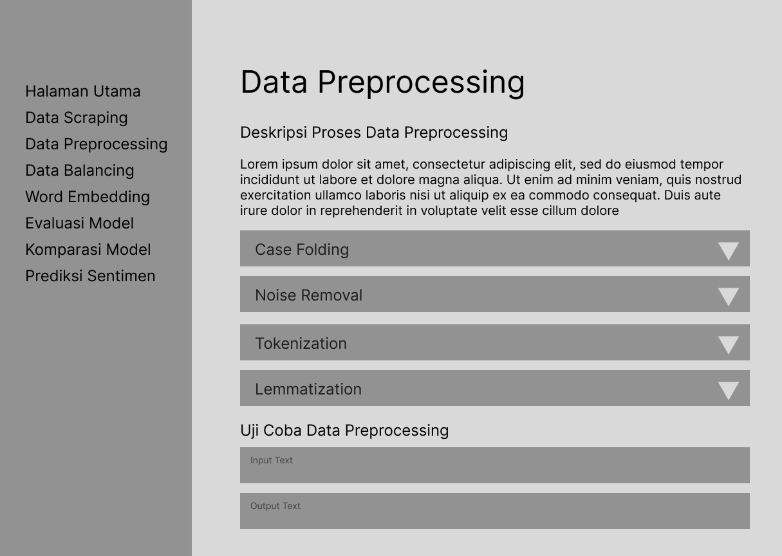 Halaman Utama
Data Scraping
Data Preprocessing
Data Balancing
Word Embedding
Evaluasi Model
Komparasi Model
Prediksi Sentimen
Data Preprocessing
Deskripsi Proses Data Preprocessing
Lorem ipsum dolor sit amet, consectetur adipiscing elit, sed do eiusmod tempor
incididunt ut labore et dolore magna aliqua. Ut enim ad minim veniam, quis nostrud
exercitation ullamco laboris nisi ut aliquip ex ea commodo consequat. Duis aute
irure dolor in reprehenderit in voluptate velit esse cillum dolore
Case Folding
Noise Removal
Tokenization
Lemmatization
Uji Coba Data Preprocessing
Input Text
Output Text